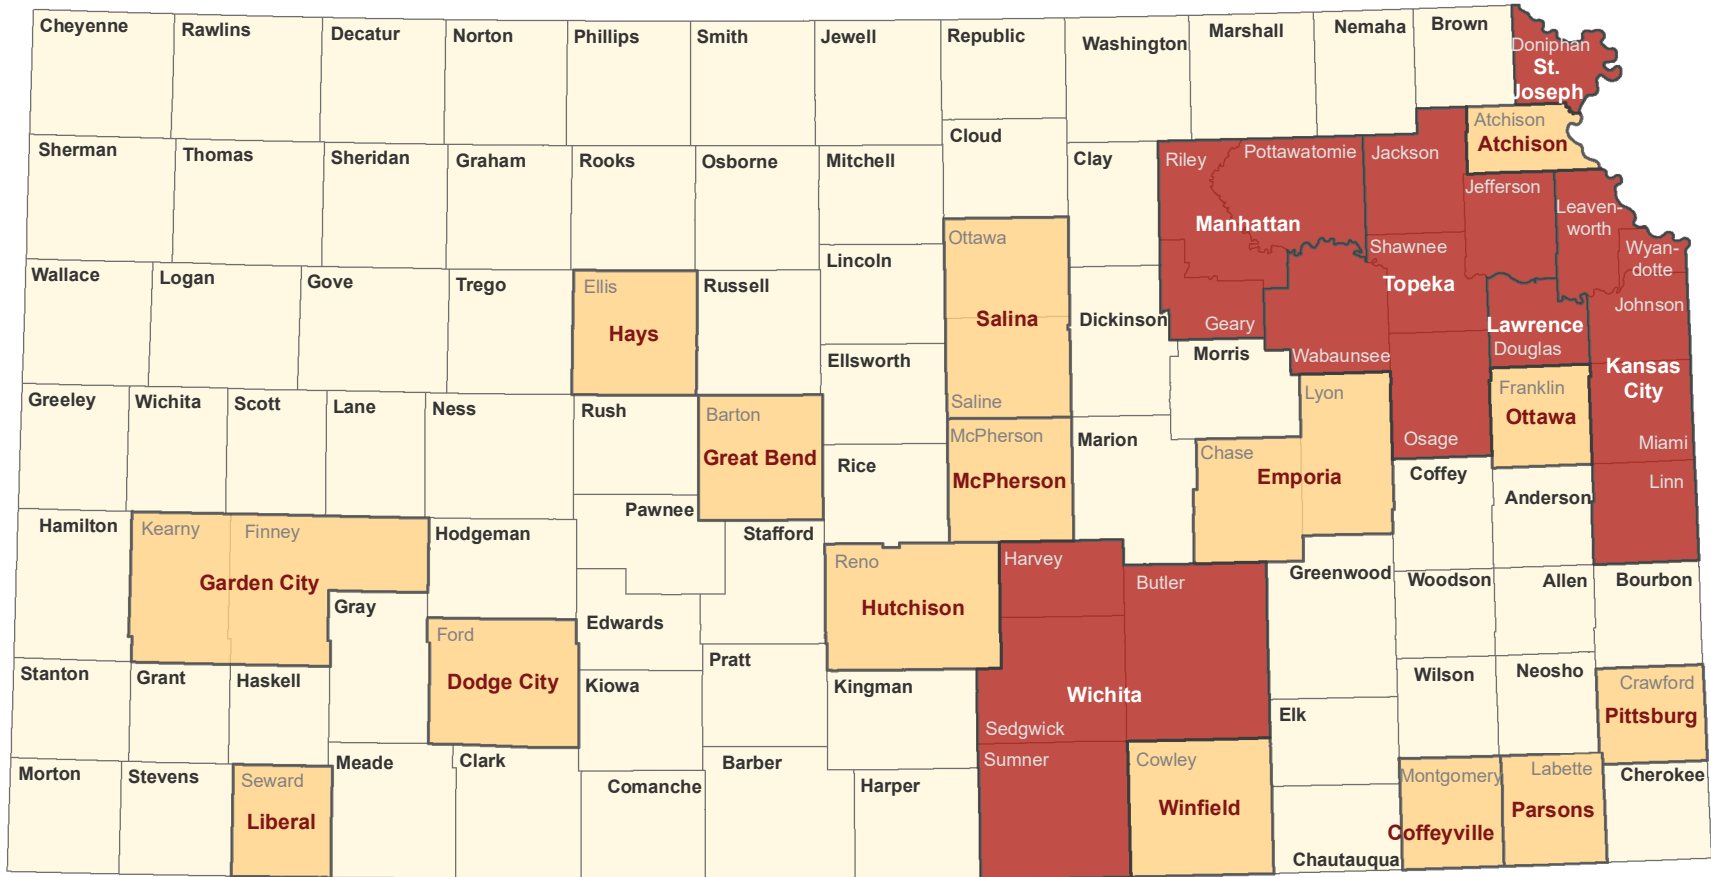 Cheyenne
Rawlins
Decatur
Norton
Phillips
Smith
Jewell
Republic
Washington
Marshall
Nemaha
Brown
Doniphan
St.
Joseph
Atchison
Atchison
Sherman
Thomas
Sheridan
Graham
Rooks
Osborne
Mitchell
Cloud
Clay
Riley
Pottawatomie
Manhattan
Jackson
Jefferson
Leaven-
worth
Wyan-
dotte
Wallace
Logan
Gove
Trego
Ellis
Hays
Russell
Lincoln
Ottawa
Salina
Saline
Dickinson
Geary
Shawnee
Topeka
Wabaunsee
Osage
Lawrence
Douglas
Johnson
Kansas
City
Miami
Linn
Ellsworth
Morris
Greeley
Wichita
Scott
Lane
Ness
Rush
Barton
Great Bend
Rice
McPherson
McPherson
Marion
Chase
Lyon
Emporia
Franklin
Ottawa
Coffey
Anderson
Hamilton
Kearny
Finney
Garden City
Hodgeman
Pawnee
Stafford
Reno
Hutchison
Harvey
Butler
Wichita
Sedgwick
Sumner
Greenwood
Woodson
Allen
Bourbon
Gray
Ford
Dodge City
Edwards
Pratt
Kiowa
Kingman
Stanton
Grant
Haskell
Elk
Wilson
Neosho
Crawford
Pittsburg
Morton
Stevens
Seward
Liberal
Meade
Clark
Comanche
Barber
Harper
Cowley
Winfield
Chautauqua
Montgomery
Coffeyville
Labette
Parsons
Cherokee